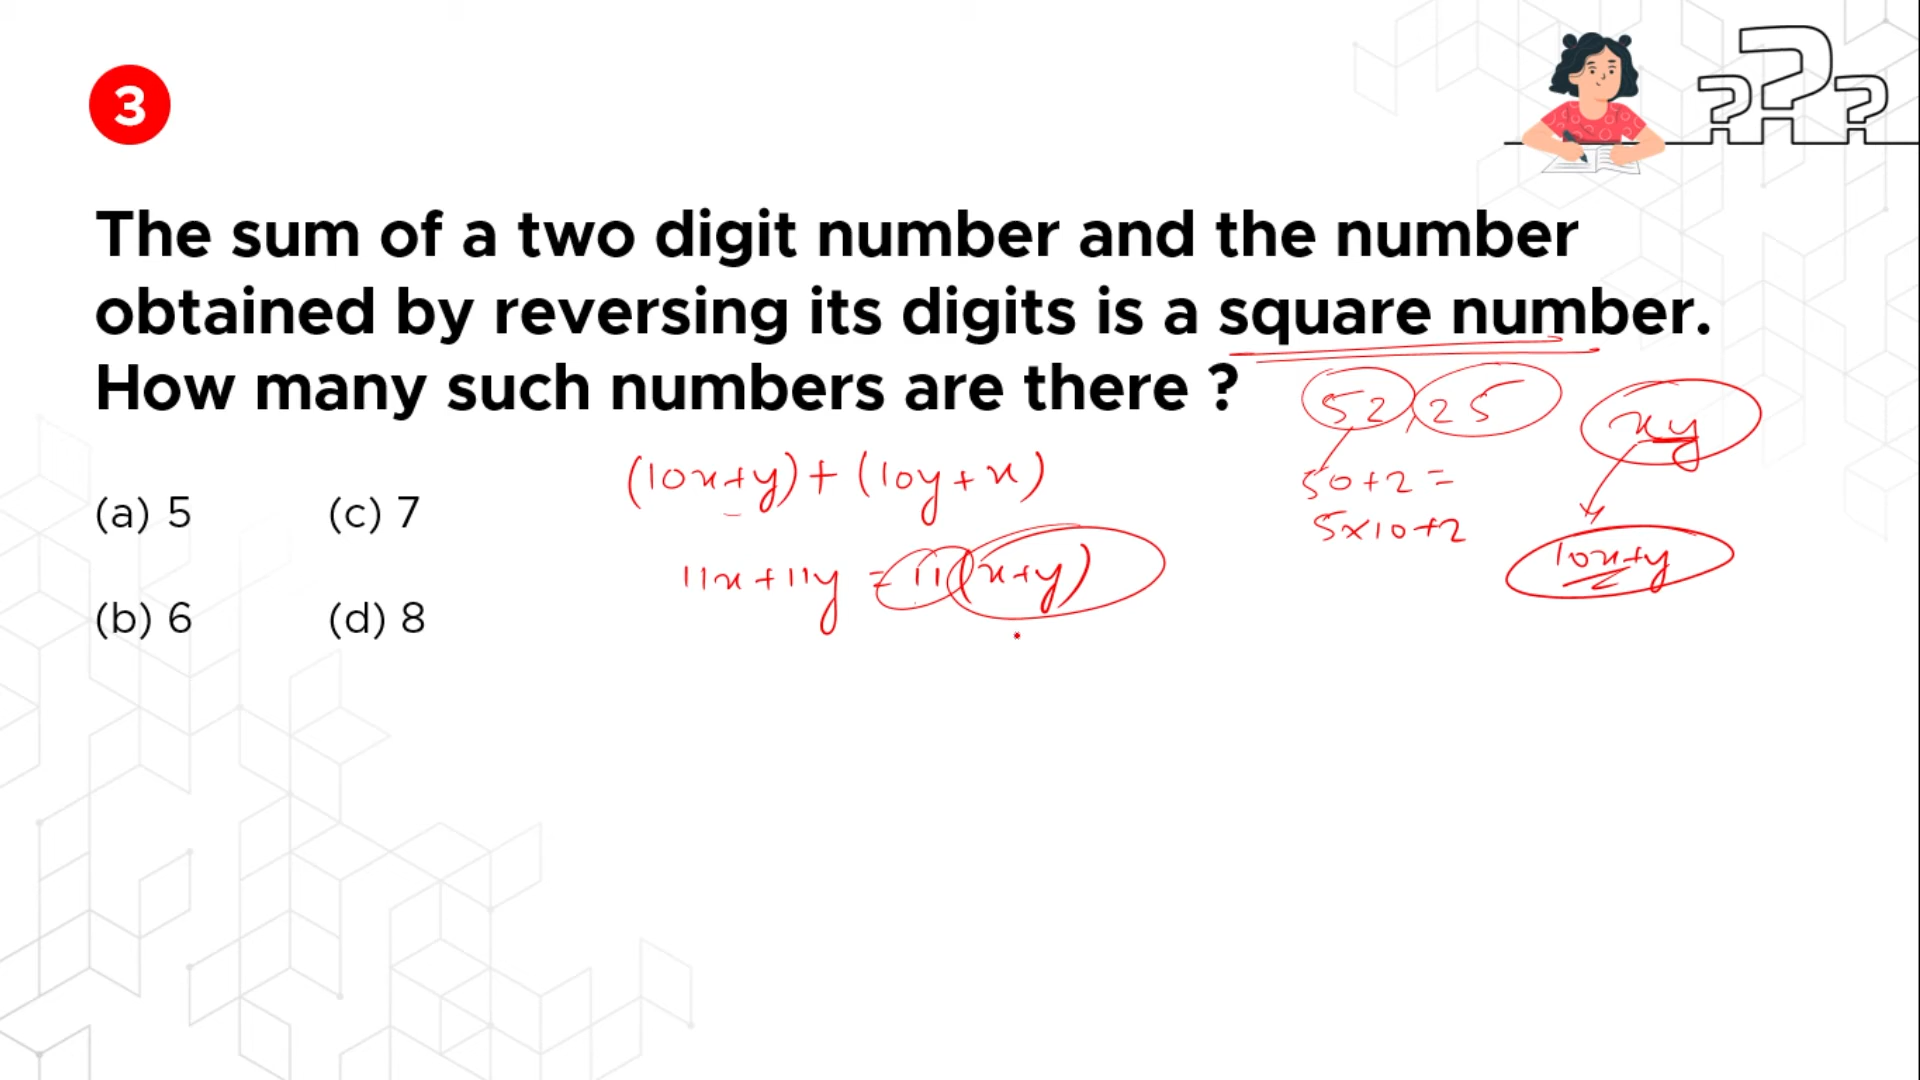 3
???
The sum of a two digit number and the number
obtained by reversing its digits is a square number.
How many such numbers are there ?
52, 25
xy
(10x+y)+(10y+x)
50+2=
5x10+2
(a) 5
(c) 7
10x+y
11x+11y = 11(x+y)
(b) 6
(d) 8